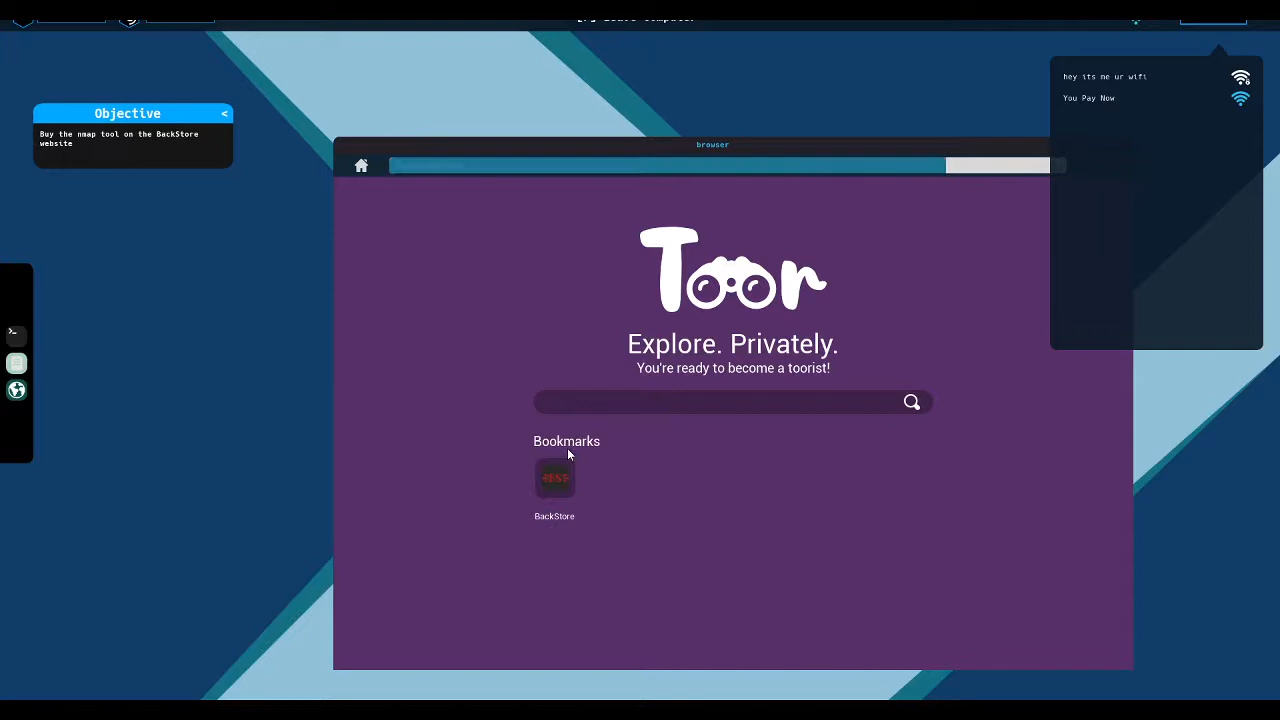 hey its me ur wifi
You Pay Now
Objective
<
Buy the nmap tool on the BackStore
website
browser
Toor
Explore. Privately.
You're ready to become a toorist!
Bookmarks
BackStore